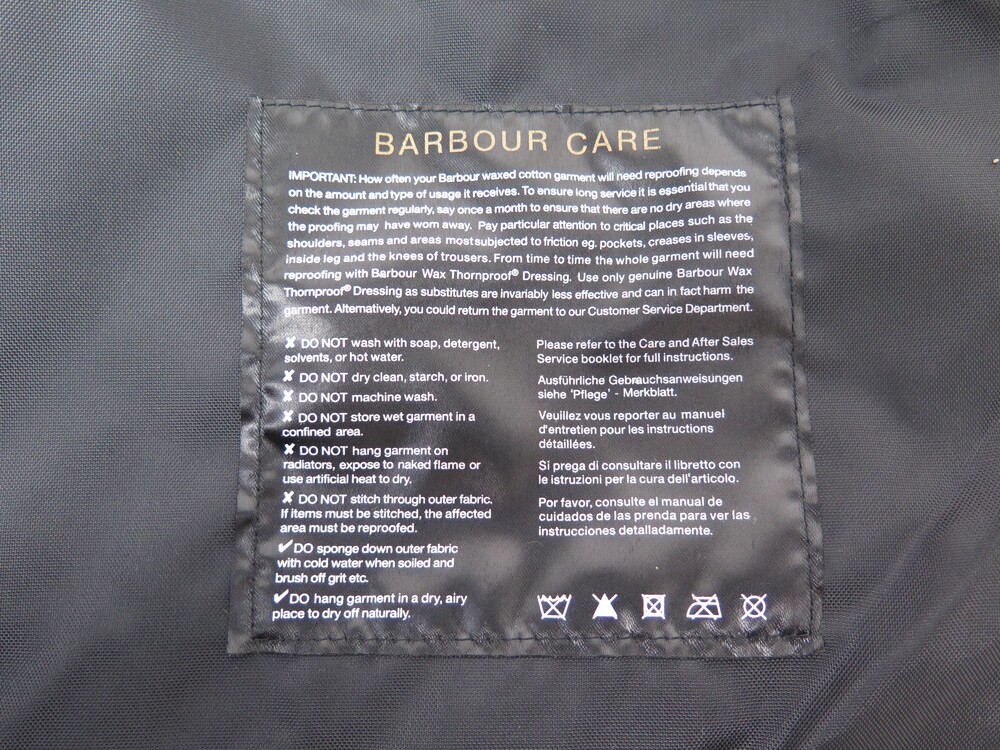 BARBOUR CARE
IMPORTANT: How often your Barbour waxed cotton garment will need reproofing depends
on the amount and type of usage it receives. To ensure long service it is essential that you
check the garment regularly, say once a month to ensure that there are no dry areas where
the proofing may have worn away. Pay particular attention to critical places such as the
shoulders, seams and areas most subjected to friction eg. pockets, creases in sleeves,
inside leg and the knees of trousers. From time to time the whole garment will need
reproofing with Barbour Wax Thornproof® Dressing. Use only genuine Barbour Wax
Thornproof® Dressing as substitutes are invariably less effective and can in fact harm the
garment. Alternatively, you could return the garment to our Customer Service Department.
✘ DO NOT wash with soap, detergent,
solvents, or hot water.
✘ DO NOT dry clean, starch, or iron.
✘ DO NOT machine wash.
✘ DO NOT store wet garment in a
confined area.
✘ DO NOT hang garment on
radiators, expose to naked flame or
use artificial heat to dry.
✘ DO NOT stitch through outer fabric.
If items must be stitched, the affected
area must be reproofed.
✔ DO sponge down outer fabric
with cold water when soiled and
brush off grit etc.
✔ DO hang garment in a dry, airy
place to dry off naturally.
Please refer to the Care and After Sales
Service booklet for full instructions.
Ausführliche Gebrauchsanweisungen
siehe 'Pflege' - Merkblatt.
Veuillez vous reporter au manuel
d'entretien pour les instructions
détaillées.
Si prega di consultare il libretto con
le istruzioni per la cura dell'articolo.
Por favor, consulte el manual de
cuidados de las prenda para ver las
instrucciones detalladamente.